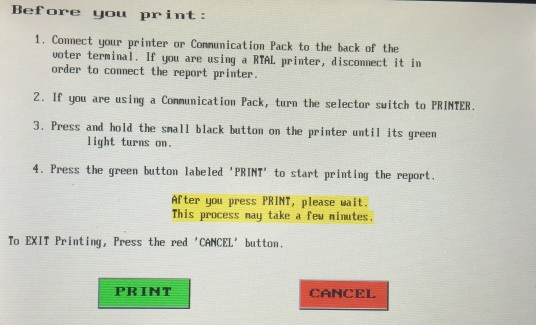 Before you print:
1. Connect your printer or Communication Pack to the back of the
voter terminal. If you are using a RTAL printer, disconnect it in
order to connect the report printer.
2. If you are using a Communication Pack, turn the selector switch to PRINTER.
3. Press and hold the small black button on the printer until its green
light turns on.
4. Press the green button labeled 'PRINT' to start printing the report.
After you press PRINT, please wait.
This process may take a few minutes.
To EXIT Printing, Press the red 'CANCEL' button.
PRINT CANCEL